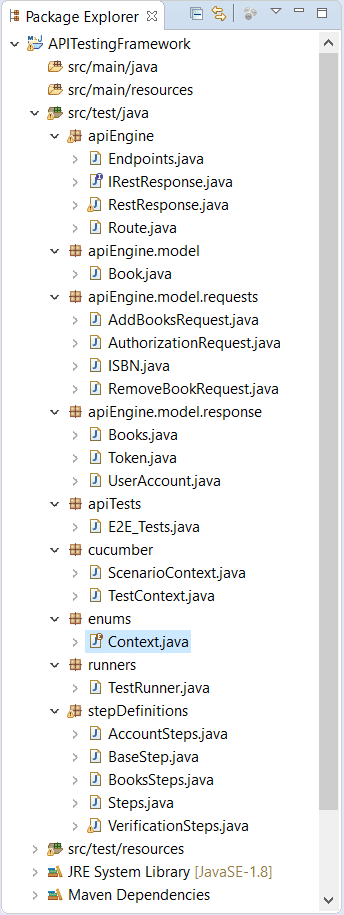 Package Explorer
APITestingFramework
src/main/java
src/main/resources
src/test/java
apiEngine
Endpoints.java
IRestResponse.java
RestResponse.java
Route.java
apiEngine.model
Book.java
apiEngine.model.requests
AddBooksRequest.java
AuthorizationRequest.java
ISBN.java
RemoveBookRequest.java
apiEngine.model.response
Books.java
Token.java
UserAccount.java
apiTests
E2E_Tests.java
cucumber
ScenarioContext.java
TestContext.java
enums
Context.java
runners
TestRunner.java
stepDefinitions
AccountSteps.java
BaseStep.java
BooksSteps.java
Steps.java
VerificationSteps.java
src/test/resources
JRE System Library [JavaSE-1.8]
Maven Dependencies